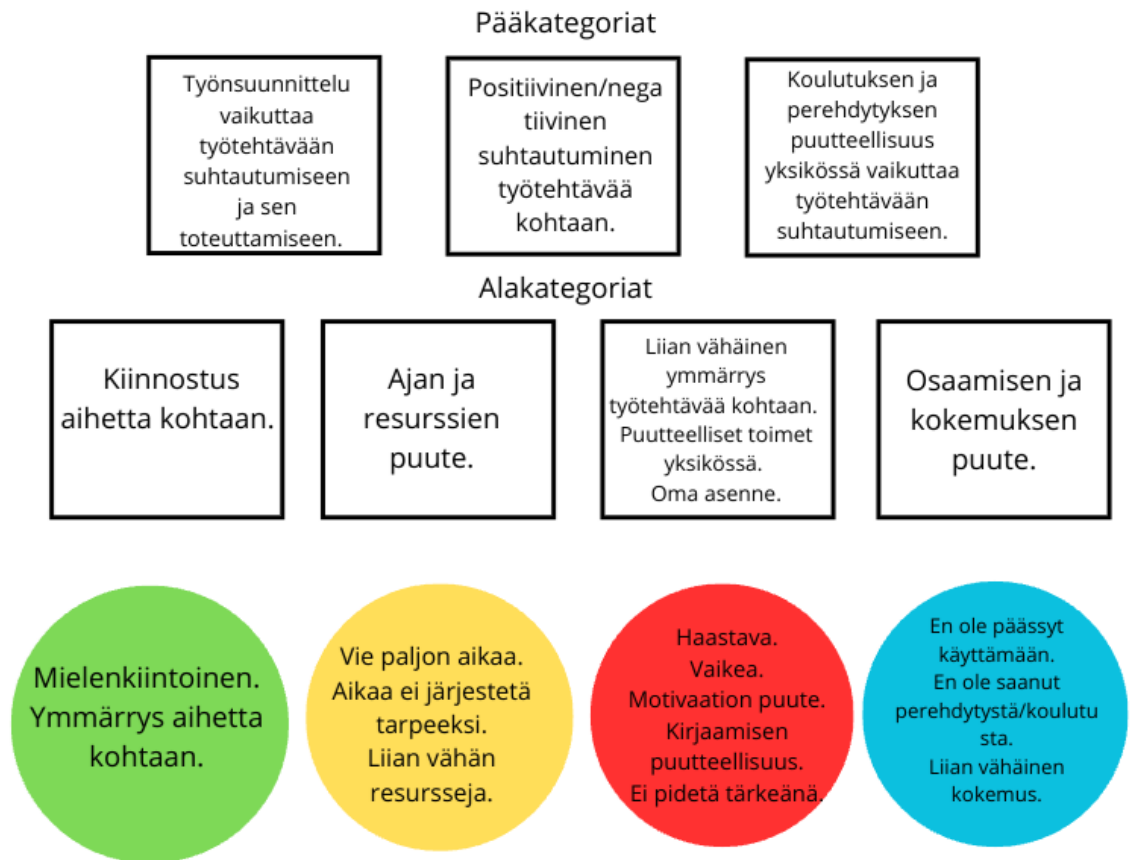 Pääkategoriat
Työnsuunnittelu
vaikuttaa
työtehtävään
suhtautumiseen
ja sen
toteuttamiseen.
Positiivinen/nega
tiivinen
suhtautuminen
työtehtävää
kohtaan.
Koulutuksen ja
perehdytyksen
puutteellisuus
yksikössä vaikuttaa
työtehtävään
suhtautumiseen.
Alakategoriat
Kiinnostus
aihetta kohtaan.
Ajan ja
resurssien
puute.
Liian vähäinen
ymmärrys
työtehtävää kohtaan.
Puutteelliset toimet
yksikössä.
Oma asenne.
Osaamisen ja
kokemuksen
puute.
Mielenkiintoinen.
Ymmärrys aihetta
kohtaan.
Vie paljon aikaa.
Aikaa ei järjestetä
tarpeeksi.
Liian vähän
resursseja.
Haastava.
Vaikea.
Motivaation puute.
Kirjaamisen
puutteellisuus.
Ei pidetä tärkeänä.
En ole päässyt
käyttämään.
En ole saanut
perehdytystä/koulutu
sta.
Liian vähäinen
kokemus.